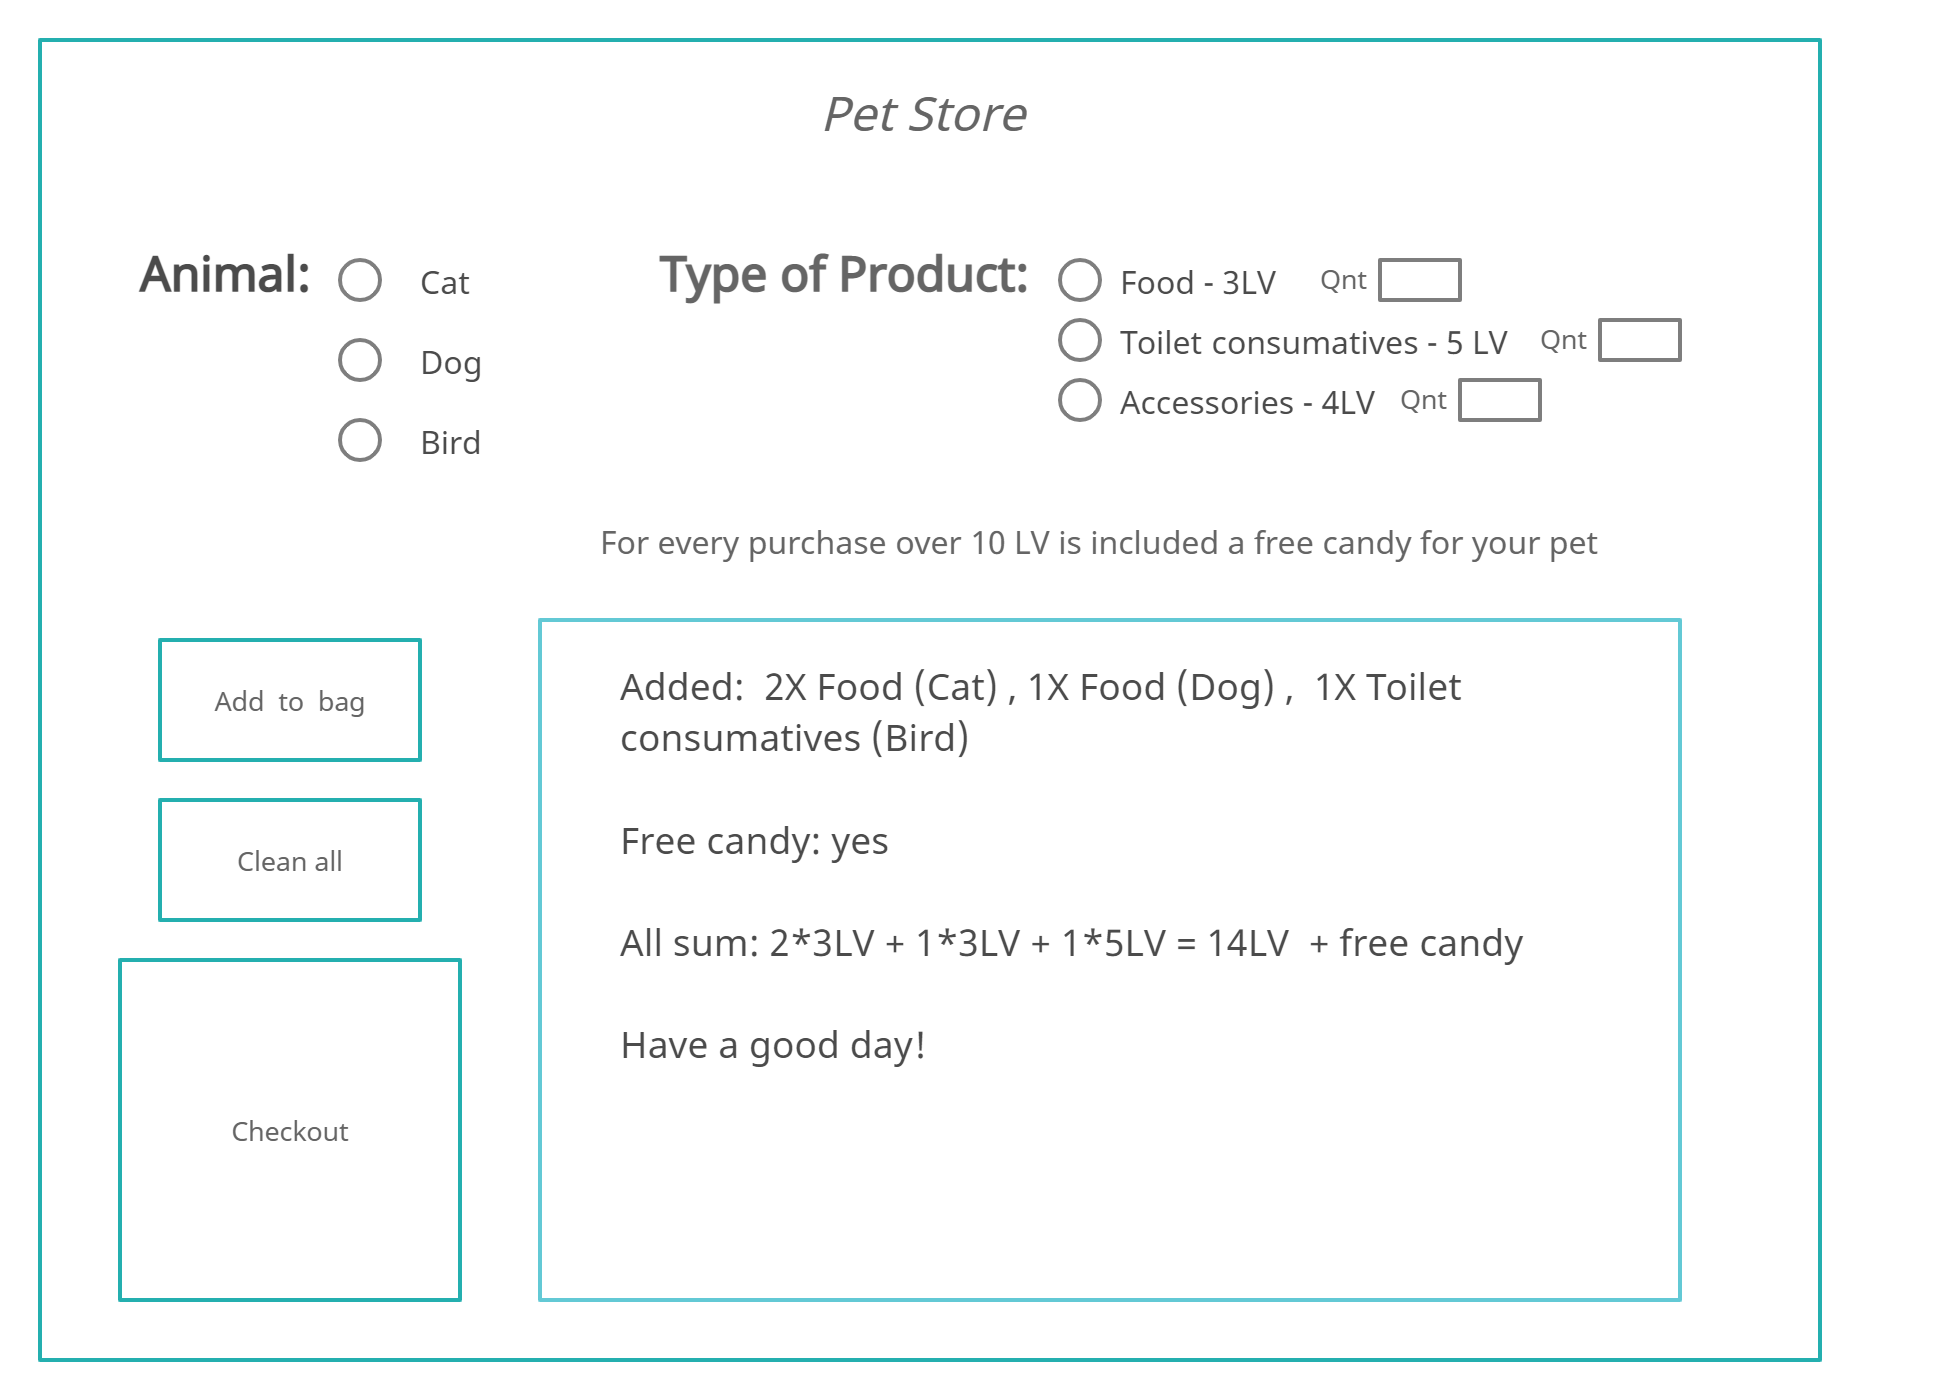 Pet Store
Animal:
Cat
Dog
Bird
Type of Product:
Food - 3LV Qnt
Toilet consumatives - 5 LV Qnt
Accessories - 4LV Qnt
For every purchase over 10 LV is included a free candy for your pet
Add to bag
Clean all
Checkout
Added: 2X Food (Cat) , 1X Food (Dog) , 1X Toilet
consumatives (Bird)
Free candy: yes
All sum: 2*3LV + 1*3LV + 1*5LV = 14LV + free candy
Have a good day!